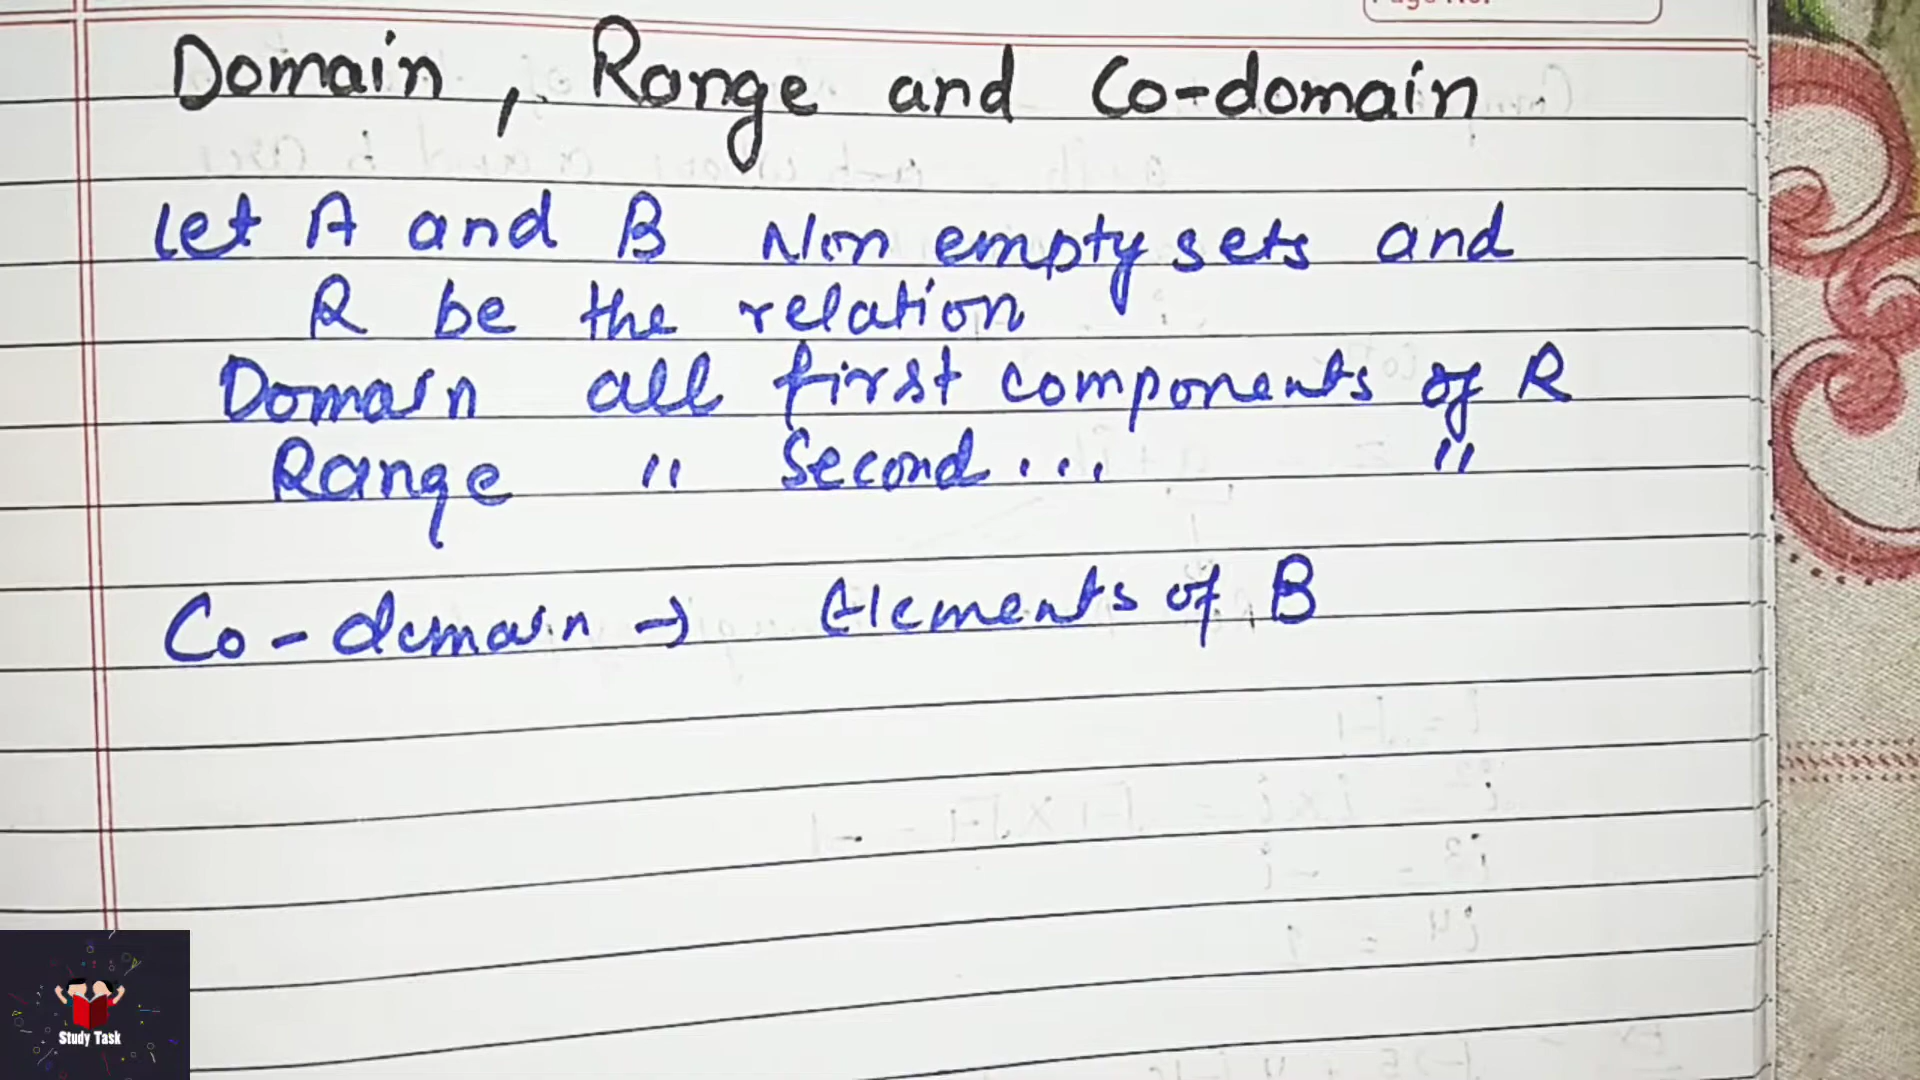 Domain, Range and Co-domain
let A and B Non empty sets and
R be the relation
Domain all first components of R
Range " Second ... "
Co-domain → Elements of B
Study Task